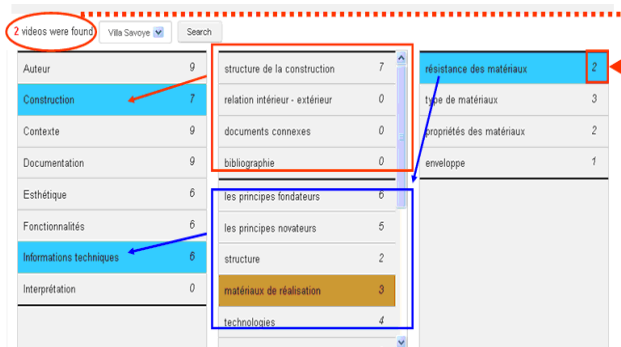 2 videos were found
Villa Savoye
Search
Auteur 9
Construction 7
Contexte 9
Documentation 9
Esthétique 6
Fonctionnalités 6
Informations techniques 6
Interprétation 0
structure de la construction 7
relation intérieur - extérieur 0
documents connexes 0
bibliographie 0
les principes fondateurs 6
les principes novateurs 5
structure 2
matériaux de réalisation 3
technologies 4
résistance des matériaux 2
type de matériaux 3
propriétés des matériaux 2
enveloppe 1